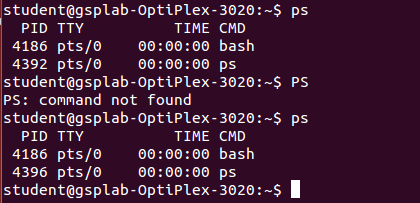 student@gsplab-OptiPlex-3020:~$ ps
PID TTY TIME CMD
4186 pts/0 00:00:00 bash
4392 pts/0 00:00:00 ps
student@gsplab-OptiPlex-3020:~$ PS
PS: command not found
student@gsplab-OptiPlex-3020:~$ ps
PID TTY TIME CMD
4186 pts/0 00:00:00 bash
4396 pts/0 00:00:00 ps
student@gsplab-OptiPlex-3020:~$